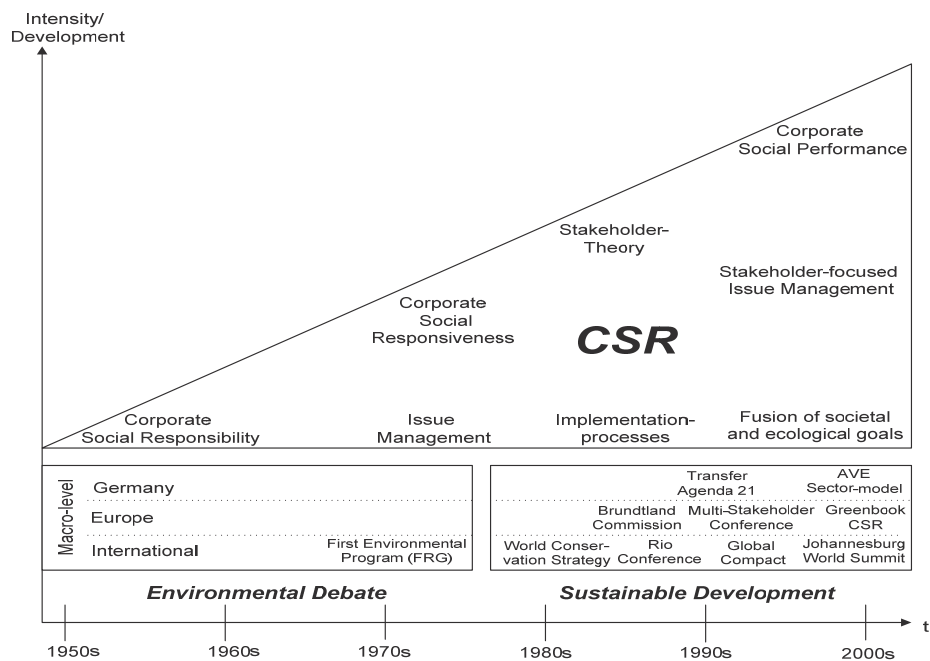 Intensity/
Development
Corporate
Social Performance
Stakeholder-
Theory
Stakeholder-focused
Issue Management
Corporate
Social
Responsiveness
CSR
Corporate
Social Responsibility
Issue
Management
Implementation-
processes
Fusion of societal
and ecological goals
Macro-level
Germany
Transfer
Agenda 21
AVE
Sector-model
Europe
Brundtland
Commission
Multi-Stakeholder
Conference
Greenbook
CSR
International
First Environmental
Program (FRG)
World Conser-
vation Strategy
Rio
Conference
Global
Compact
Johannesburg
World Summit
Environmental Debate
Sustainable Development
t
1950s
1960s
1970s
1980s
1990s
2000s